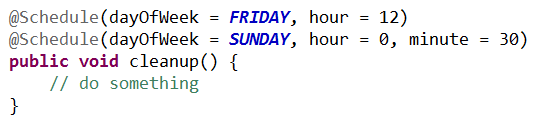 @Schedule(dayOfWeek = FRIDAY, hour = 12)
@Schedule(dayOfWeek = SUNDAY, hour = 0, minute = 30)
public void cleanup() {
    // do something
}